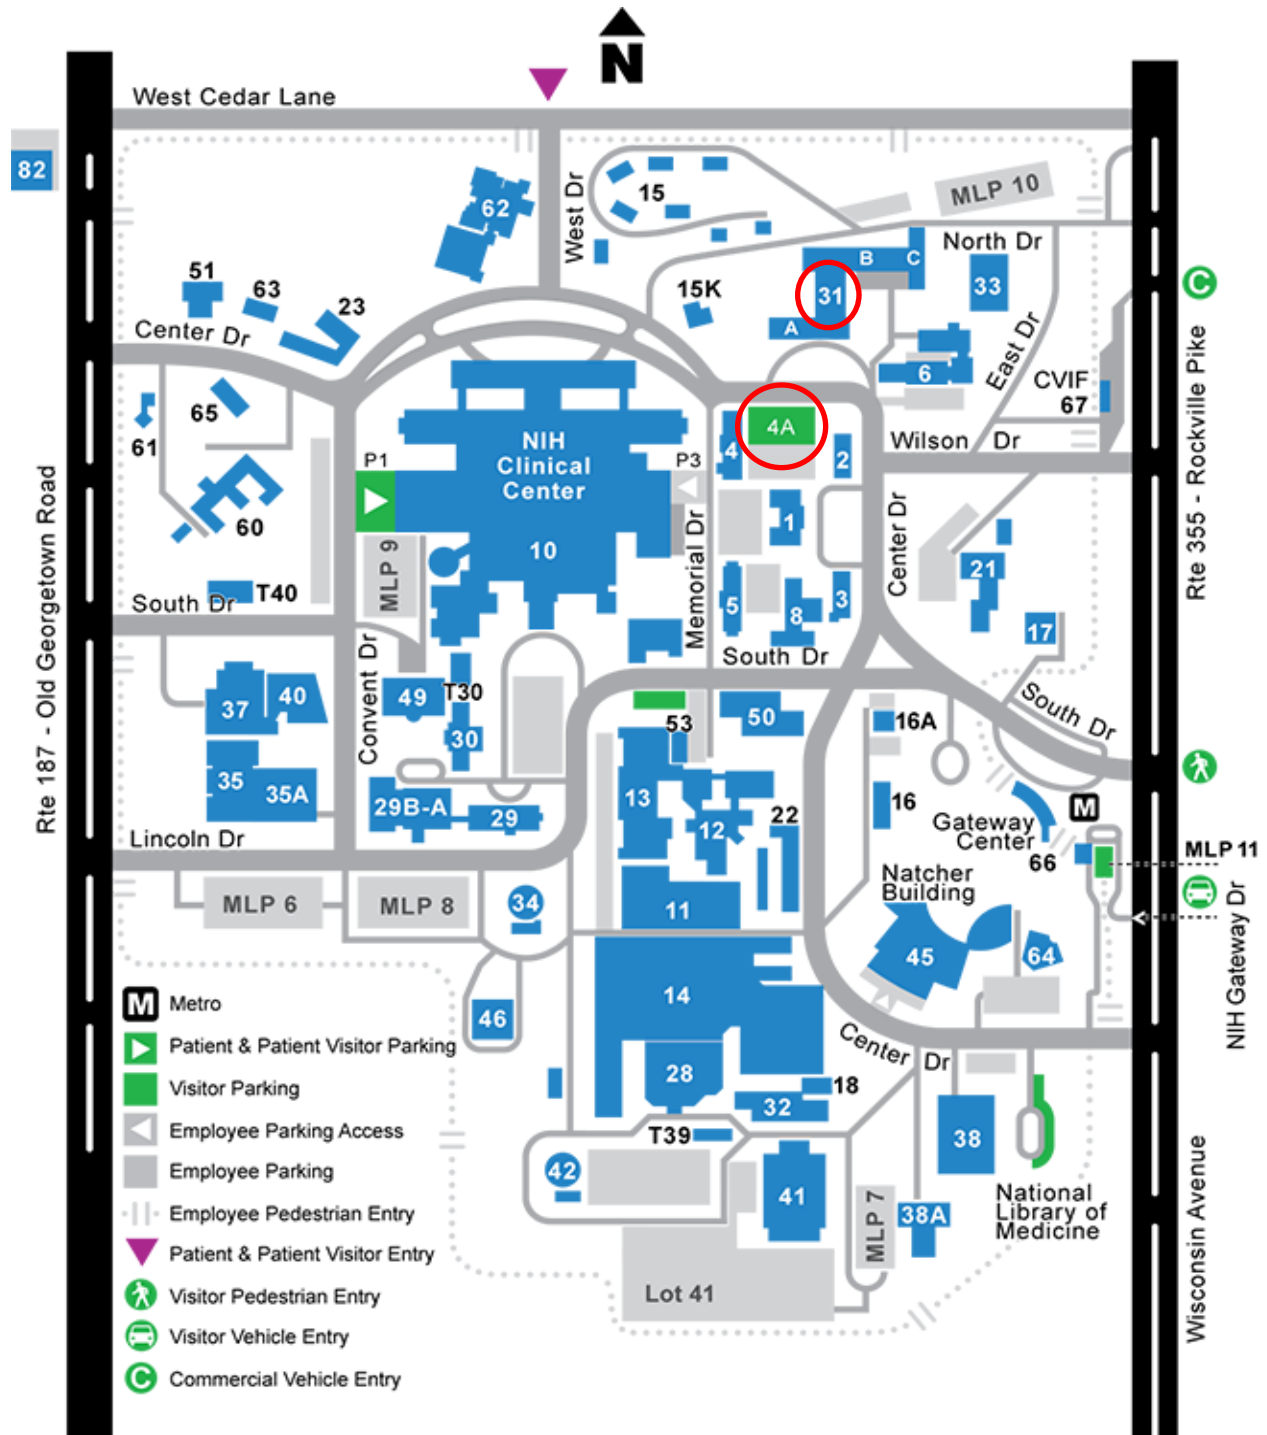 N
West Cedar Lane
82
62
West Dr
15
MLP 10
North Dr
B
C
33
51
63
23
15K
31
A
Center Dr
6
East Dr
CVIF
67
65
61
4A
4
2
Wilson Dr
NIH
Clinical
Center
10
P1
P3
60
MLP 9
Memorial Dr
1
Center Dr
21
Rte 187 - Old Georgetown Road
Rte 355 - Rockville Pike
C
T40
South Dr
5
8
3
17
South Dr
37
40
Convent Dr
49
T30
30
53
50
16A
South Dr
35
35A
29B-A
29
13
12
22
16
Gateway
Center
M
66
MLP 11
Lincoln Dr
Natcher
Building
MLP 6
MLP 8
34
11
45
64
NIH Gateway Dr
14
46
Center Dr
28
18
32
T39
42
41
MLP 7
38
38A
National
Library of
Medicine
Lot 41
Wisconsin Avenue
M Metro
Patient & Patient Visitor Parking
Visitor Parking
Employee Parking Access
Employee Parking
Employee Pedestrian Entry
Patient & Patient Visitor Entry
Visitor Pedestrian Entry
Visitor Vehicle Entry
C Commercial Vehicle Entry